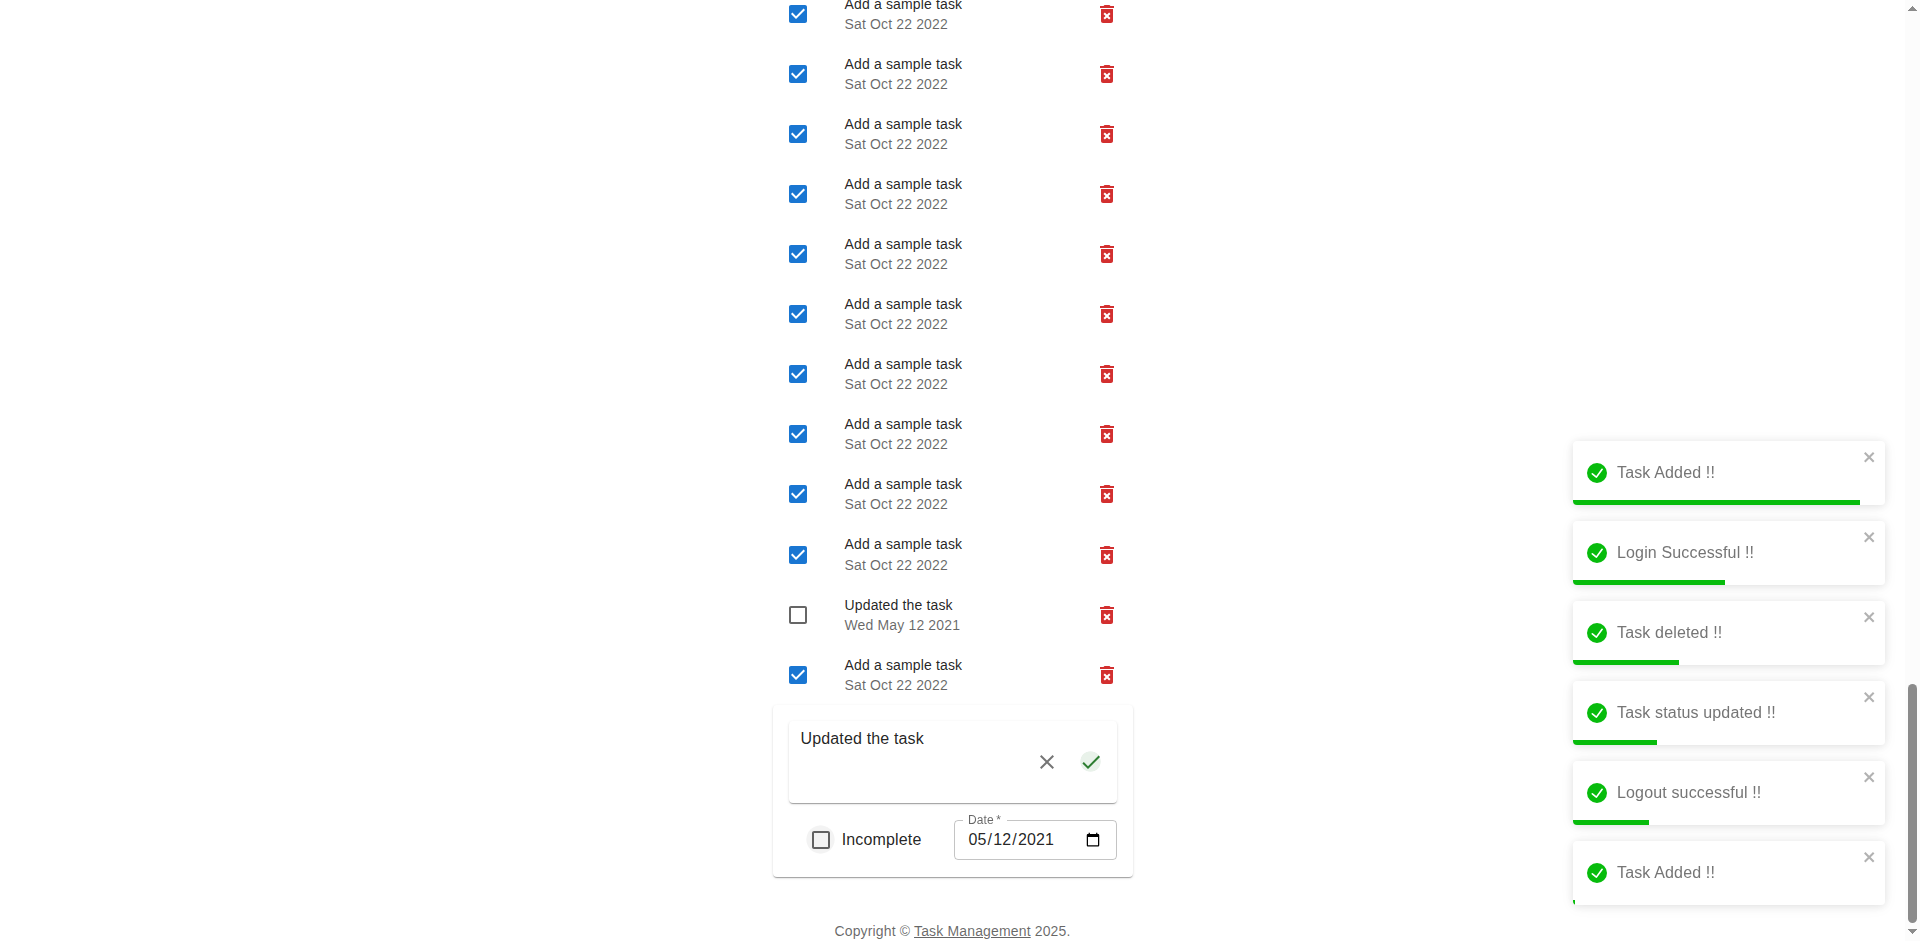 Add a sample task
Sat Oct 22 2022
Add a sample task
Sat Oct 22 2022
Add a sample task
Sat Oct 22 2022
Add a sample task
Sat Oct 22 2022
Add a sample task
Sat Oct 22 2022
Add a sample task
Sat Oct 22 2022
Add a sample task
Sat Oct 22 2022
Add a sample task
Sat Oct 22 2022
Add a sample task
Sat Oct 22 2022
Add a sample task
Sat Oct 22 2022
Updated the task
Wed May 12 2021
Add a sample task
Sat Oct 22 2022
Updated the task
Incomplete
Date *
05/12/2021
Copyright © Task Management 2025.
Task Added !!
Login Successful !!
Task deleted !!
Task status updated !!
Logout successful !!
Task Added !!